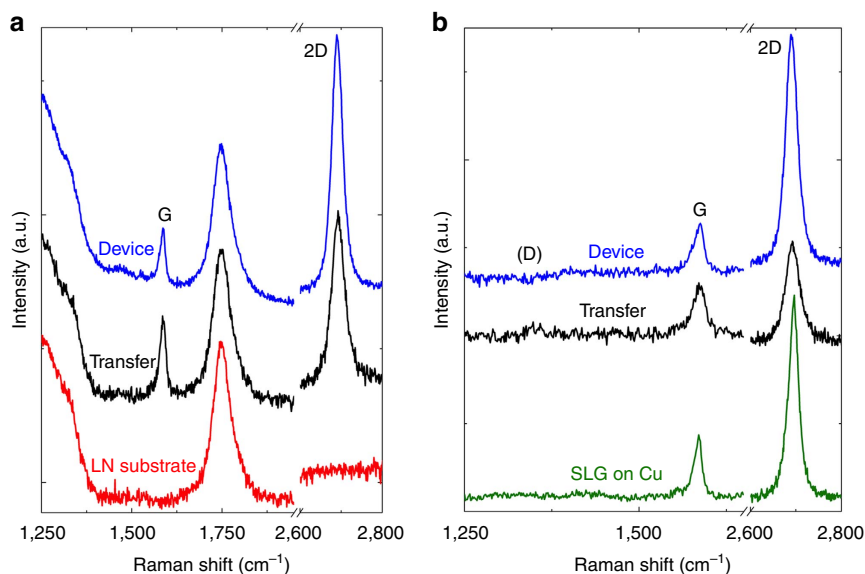 a
2D
G
Device
Transfer
LN substrate
Intensity (a.u.)
1,250 1,500 1,750 2,600 2,800
Raman shift (cm⁻¹)
b
2D
G
(D)
Device
Transfer
SLG on Cu
Intensity (a.u.)
1,250 1,500 2,600 2,800
Raman shift (cm⁻¹)